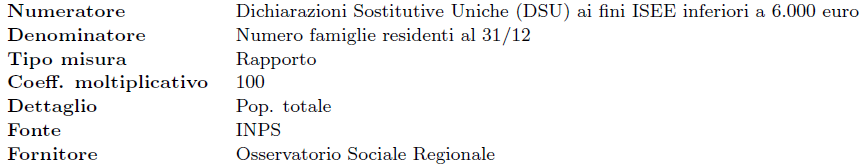 Numeratore Dichiarazioni Sostitutive Uniche (DSU) ai fini ISEE inferiori a 6.000 euro
Denominatore Numero famiglie residenti al 31/12
Tipo misura Rapporto
Coeff. moltiplicativo 100
Dettaglio Pop. totale
Fonte INPS
Fornitore Osservatorio Sociale Regionale